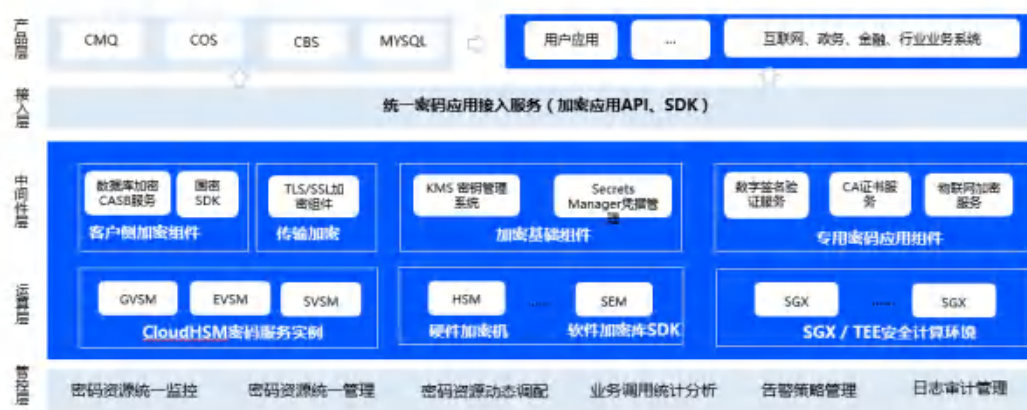 产品层
CMQ
COS
CBS
MYSQL
用户应用
...
互联网、政务、金融、行业业务系统
接入层
统一密码应用接入服务(加密应用API、SDK)
中间件层
数据库加密
CASB服务
国密
SDK
客户侧加密组件
TLS/SSL加
密组件
传输加密
KMS 密钥管理
系统
Secrets
Manager凭据管
理
加密基础组件
数字签名验
证服务
CA证书服
务
物联网加密
服务
专用密码应用组件
运算层
GVSM
EVSM
SVSM
CloudHSM密码服务实例
HSM
......
SEM
硬件加密机
软件加密库SDK
SGX
......
SGX
SGX / TEE安全计算环境
管控层
密码资源统一监控
密码资源统一管理
密码资源动态调配
业务调用统计分析
告警策略管理
日志审计管理